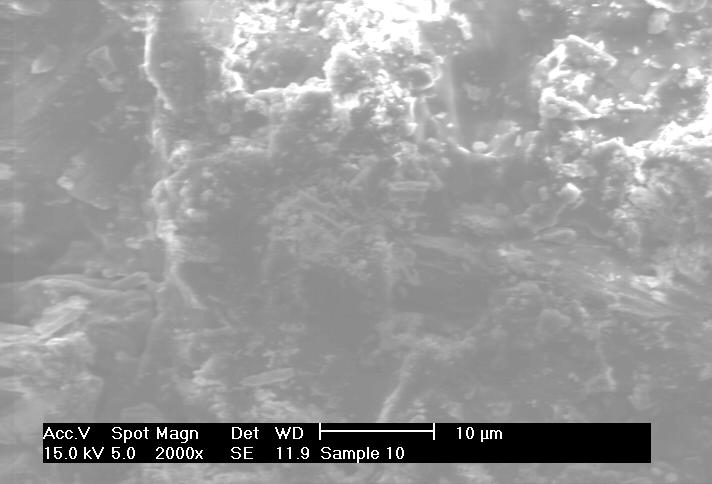 Acc.V Spot Magn Det WD 10 µm
15.0 kV 5.0 2000x SE 11.9 Sample 10